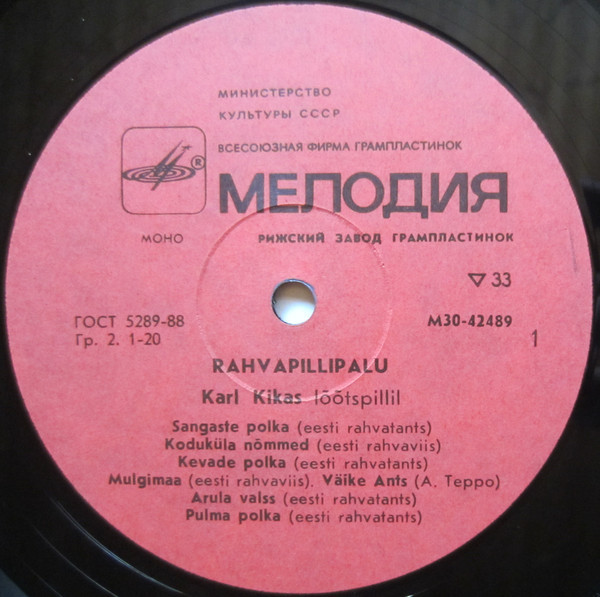 МИНИСТЕРСТВО
КУЛЬТУРЫ СССР
ВСЕСОЮЗНАЯ ФИРМА ГРАМПЛАСТИНОК
®
МЕЛОДИЯ
МОНО
РИЖСКИЙ ЗАВОД ГРАМПЛАСТИНОК
▽ 33
ГОСТ 5289-88
Гр. 2. 1-20
М30-42489
1
RAHVAPILLIPALU
Karl Kikas lõõtspillil
Sangaste polka (eesti rahvatants)
Koduküla nõmmed (eesti rahvaviis)
Kevade polka (eesti rahvatants)
Mulgimaa (eesti rahvaviis). Väike Ants (А. Теppo)
Arula valss (eesti rahvatants)
Pulma polka (eesti rahvatants)